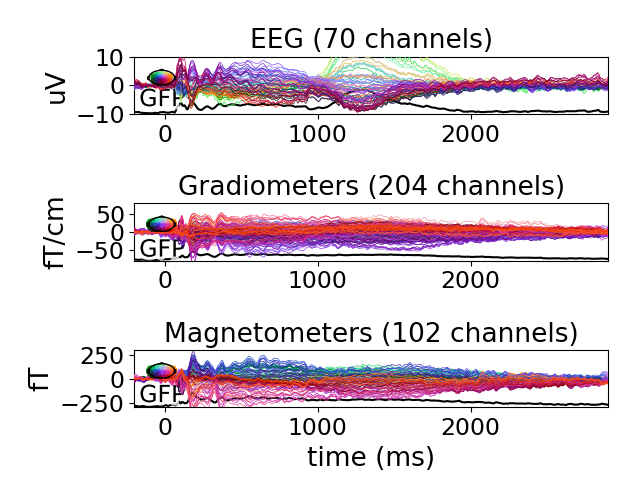 EEG (70 channels)
10
0
−10
uV
GFP
0
1000
2000
Gradiometers (204 channels)
50
0
−50
fT/cm
GFP
0
1000
2000
Magnetometers (102 channels)
250
0
−250
fT
GFP
0
1000
2000
time (ms)